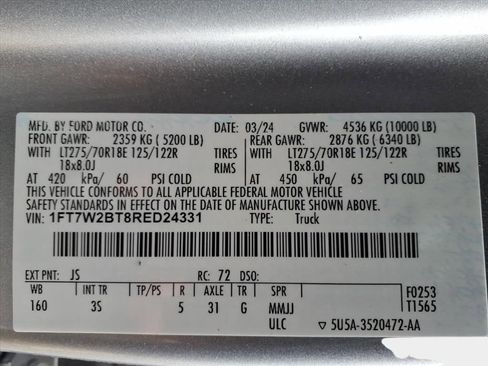 MFD. BY FORD MOTOR CO. DATE: 03/24 GVWR: 4536 KG (10000 LB)
FRONT GAWR: 2359 KG ( 5200 LB) REAR GAWR: 2876 KG ( 6340 LB)
WITH LT275/70R18E 125/122R TIRES WITH LT275/70R18E 125/122R TIRES
18x8.0J RIMS 18x8.0J RIMS
AT 420 kPa/ 60 PSI COLD AT 450 kPa/ 65 PSI COLD
THIS VEHICLE CONFORMS TO ALL APPLICABLE FEDERAL MOTOR VEHICLE
SAFETY STANDARDS IN EFFECT ON THE DATE OF MANUFACTURE SHOWN ABOVE.
VIN: 1FT7W2BT8RED24331 TYPE: Truck
EXT PNT: JS RC: 72 DSO:
WB INT TR TP/PS R AXLE TR SPR F0253
160 3S 5 31 G MMJJ T1565
ULC ▽ 5U5A-3520472-AA